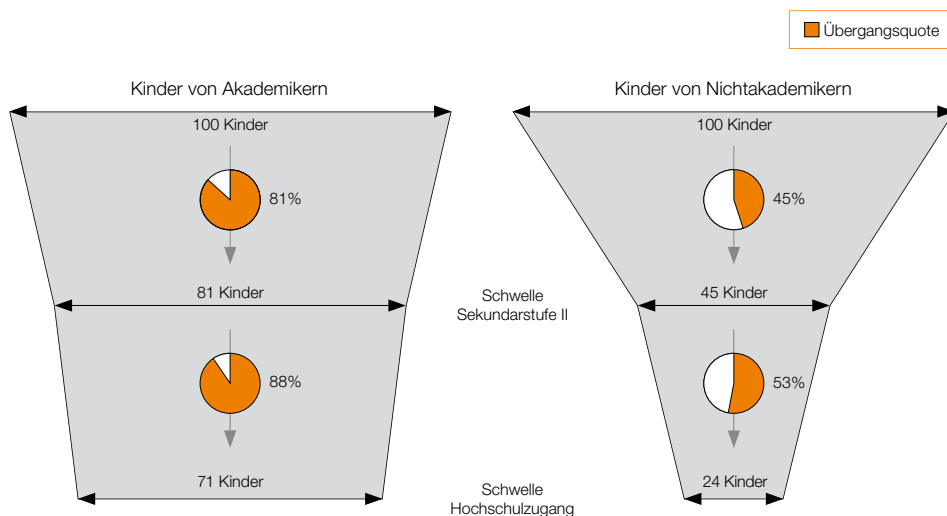 Übergangsquote
Kinder von Akademikern
100 Kinder
81%
81 Kinder
88%
71 Kinder
Schwelle
Sekundarstufe II
Schwelle
Hochschulzugang
Kinder von Nichtakademikern
100 Kinder
45%
45 Kinder
53%
24 Kinder